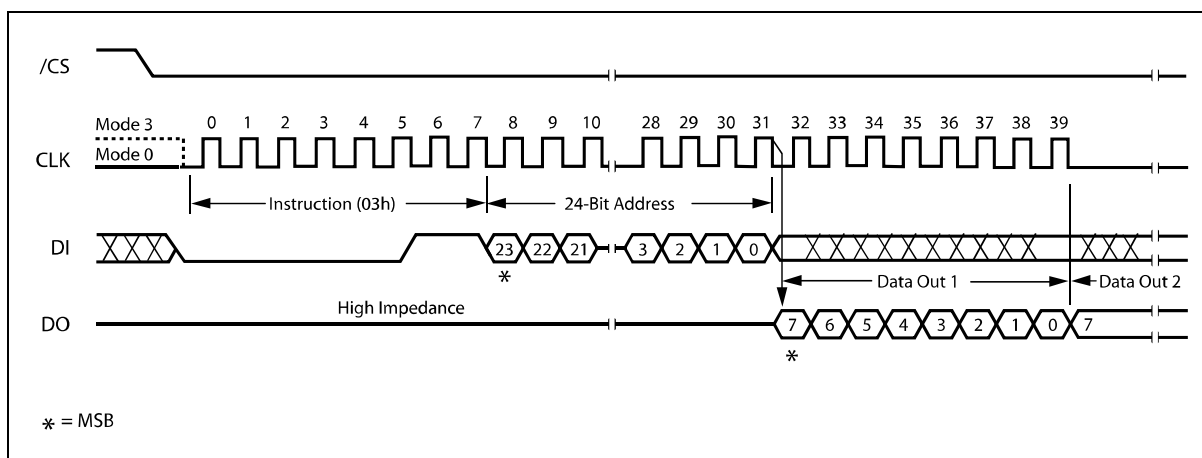 /CS
Mode 3
0 1 2 3 4 5 6 7 8 9 10 28 29 30 31 32 33 34 35 36 37 38 39
CLK
Mode 0
Instruction (03h) 24-Bit Address
DI
23 22 21 3 2 1 0
*
Data Out 1 Data Out 2
High Impedance
DO
7 6 5 4 3 2 1 0 7
*
* = MSB